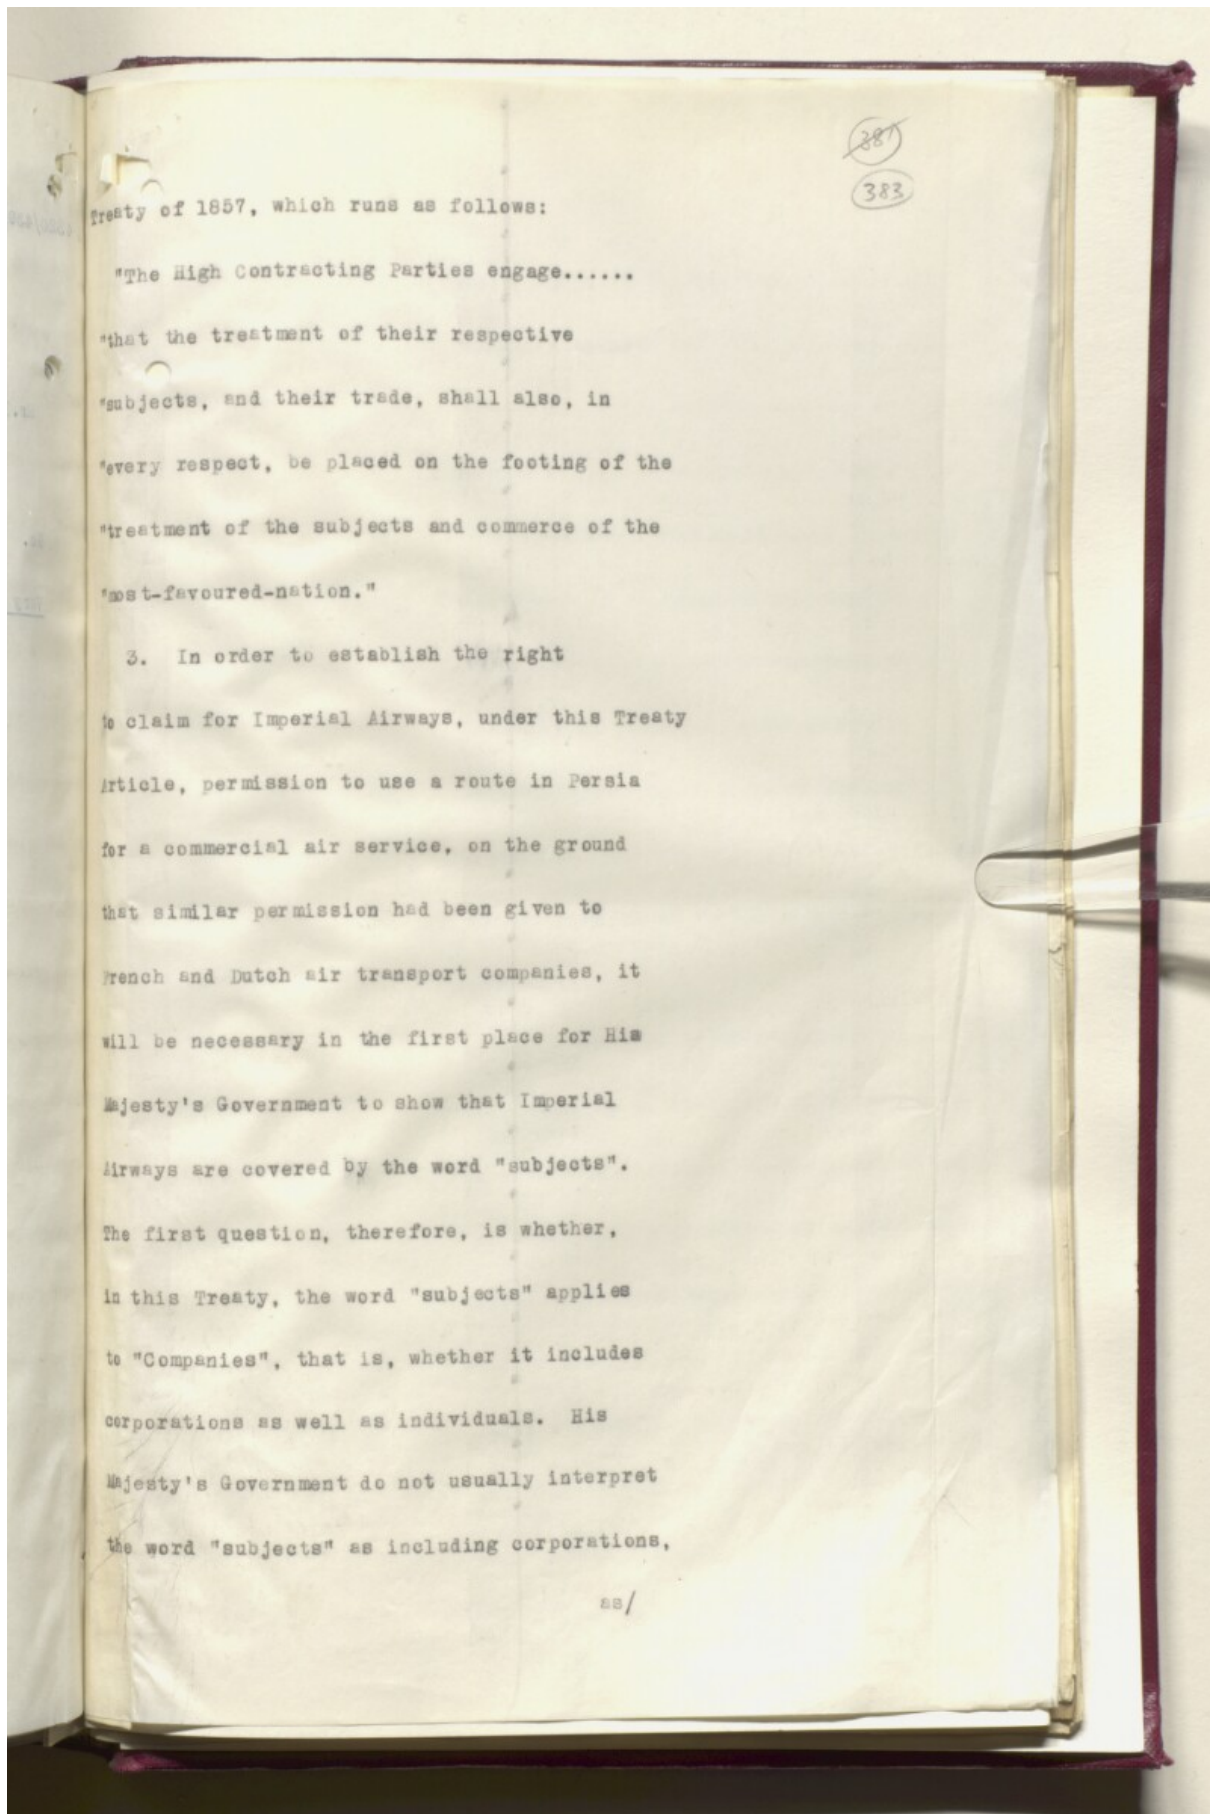 381
383
Treaty of 1857, which runs as follows:
"The High Contracting Parties engage......
"that the treatment of their respective
"subjects, and their trade, shall also, in
"every respect, be placed on the footing of the
"treatment of the subjects and commerce of the
"most-favoured-nation."
3. In order to establish the right
to claim for Imperial Airways, under this Treaty
Article, permission to use a route in Persia
for a commercial air service, on the ground
that similar permission had been given to
French and Dutch air transport companies, it
will be necessary in the first place for His
Majesty's Government to show that Imperial
Airways are covered by the word "subjects".
The first question, therefore, is whether,
in this Treaty, the word "subjects" applies
to "Companies", that is, whether it includes
corporations as well as individuals. His
Majesty's Government do not usually interpret
the word "subjects" as including corporations,
as/